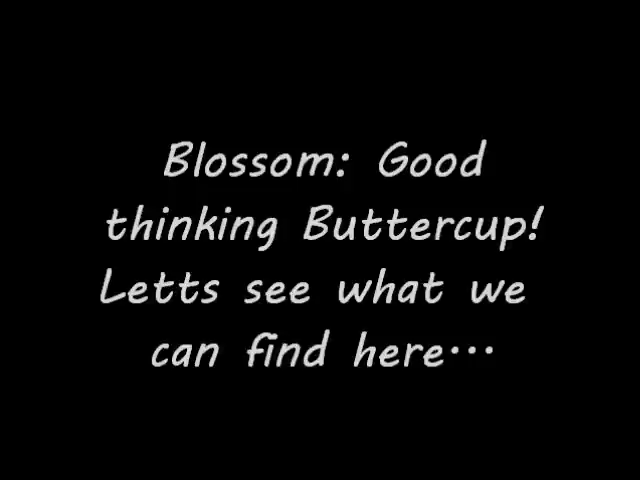 Blossom: Good
thinking Buttercup!
Letts see what we
can find here...